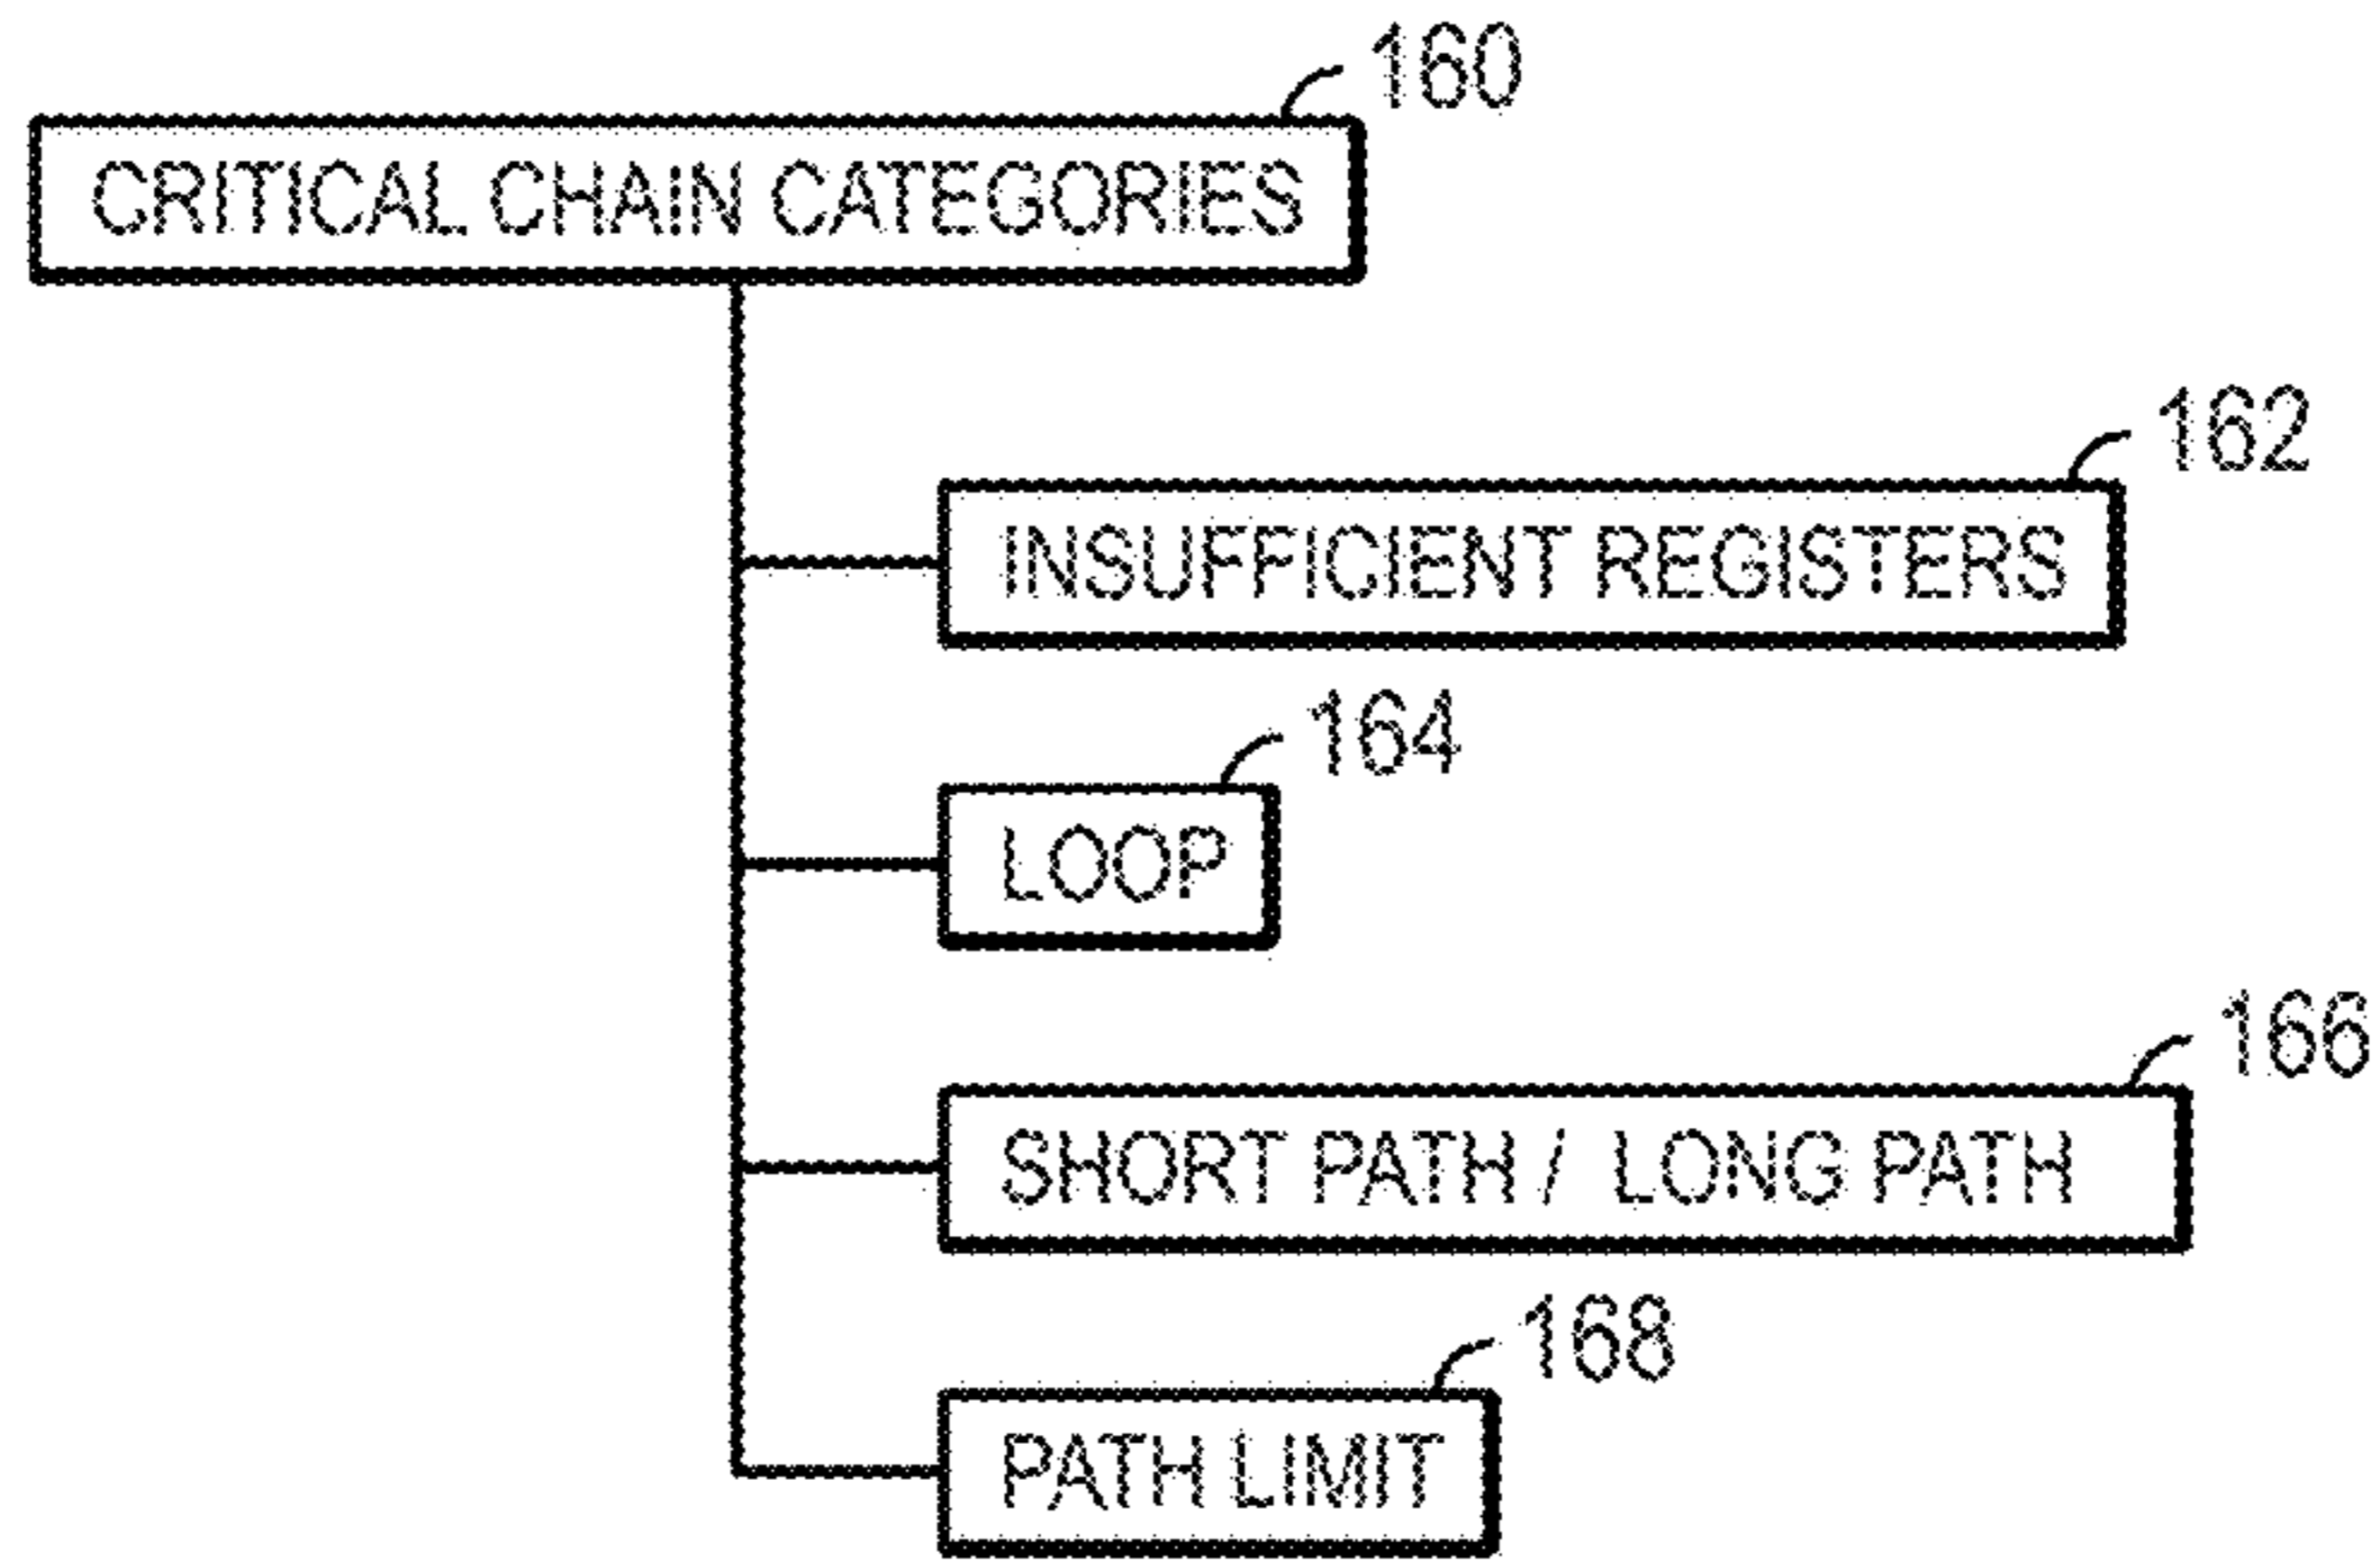 160
CRITICAL CHAIN CATEGORIES
162
INSUFFICIENT REGISTERS
164
LOOP
166
SHORT PATH / LONG PATH
168
PATH LIMIT